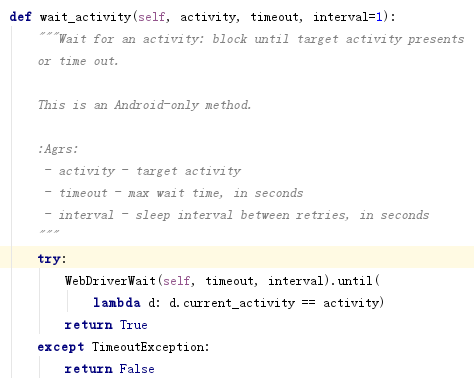 def wait_activity(self, activity, timeout, interval=1):
    """Wait for an activity: block until target activity presents
    or time out.

    This is an Android-only method.

    :Agrs:
     - activity - target activity
     - timeout - max wait time, in seconds
     - interval - sleep interval between retries, in seconds
    """
    try:
        WebDriverWait(self, timeout, interval).until(
            lambda d: d.current_activity == activity)
        return True
    except TimeoutException:
        return False